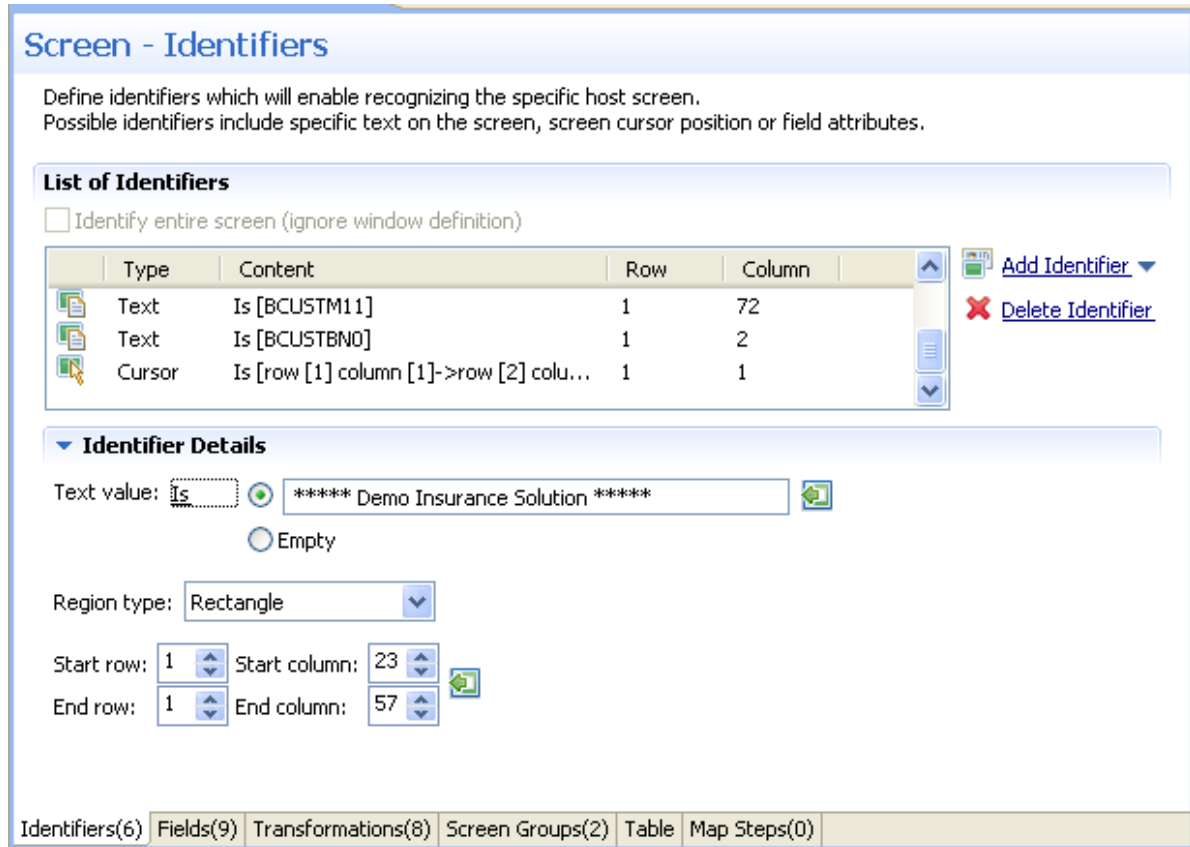 Screen - Identifiers
Define identifiers which will enable recognizing the specific host screen.
Possible identifiers include specific text on the screen, screen cursor position or field attributes.
List of Identifiers
Identify entire screen (ignore window definition)
Type Content Row Column
Add Identifier
Text Is [BCUSTM11] 1 72
Delete Identifier
Text Is [BCUSTBN0] 1 2
Cursor Is [row [1] column [1]->row [2] colu... 1 1
Identifier Details
Text value: Is ***** Demo Insurance Solution *****
Empty
Region type: Rectangle
Start row: 1 Start column: 23
End row: 1 End column: 57
Identifiers(6) Fields(9) Transformations(8) Screen Groups(2) Table Map Steps(0)